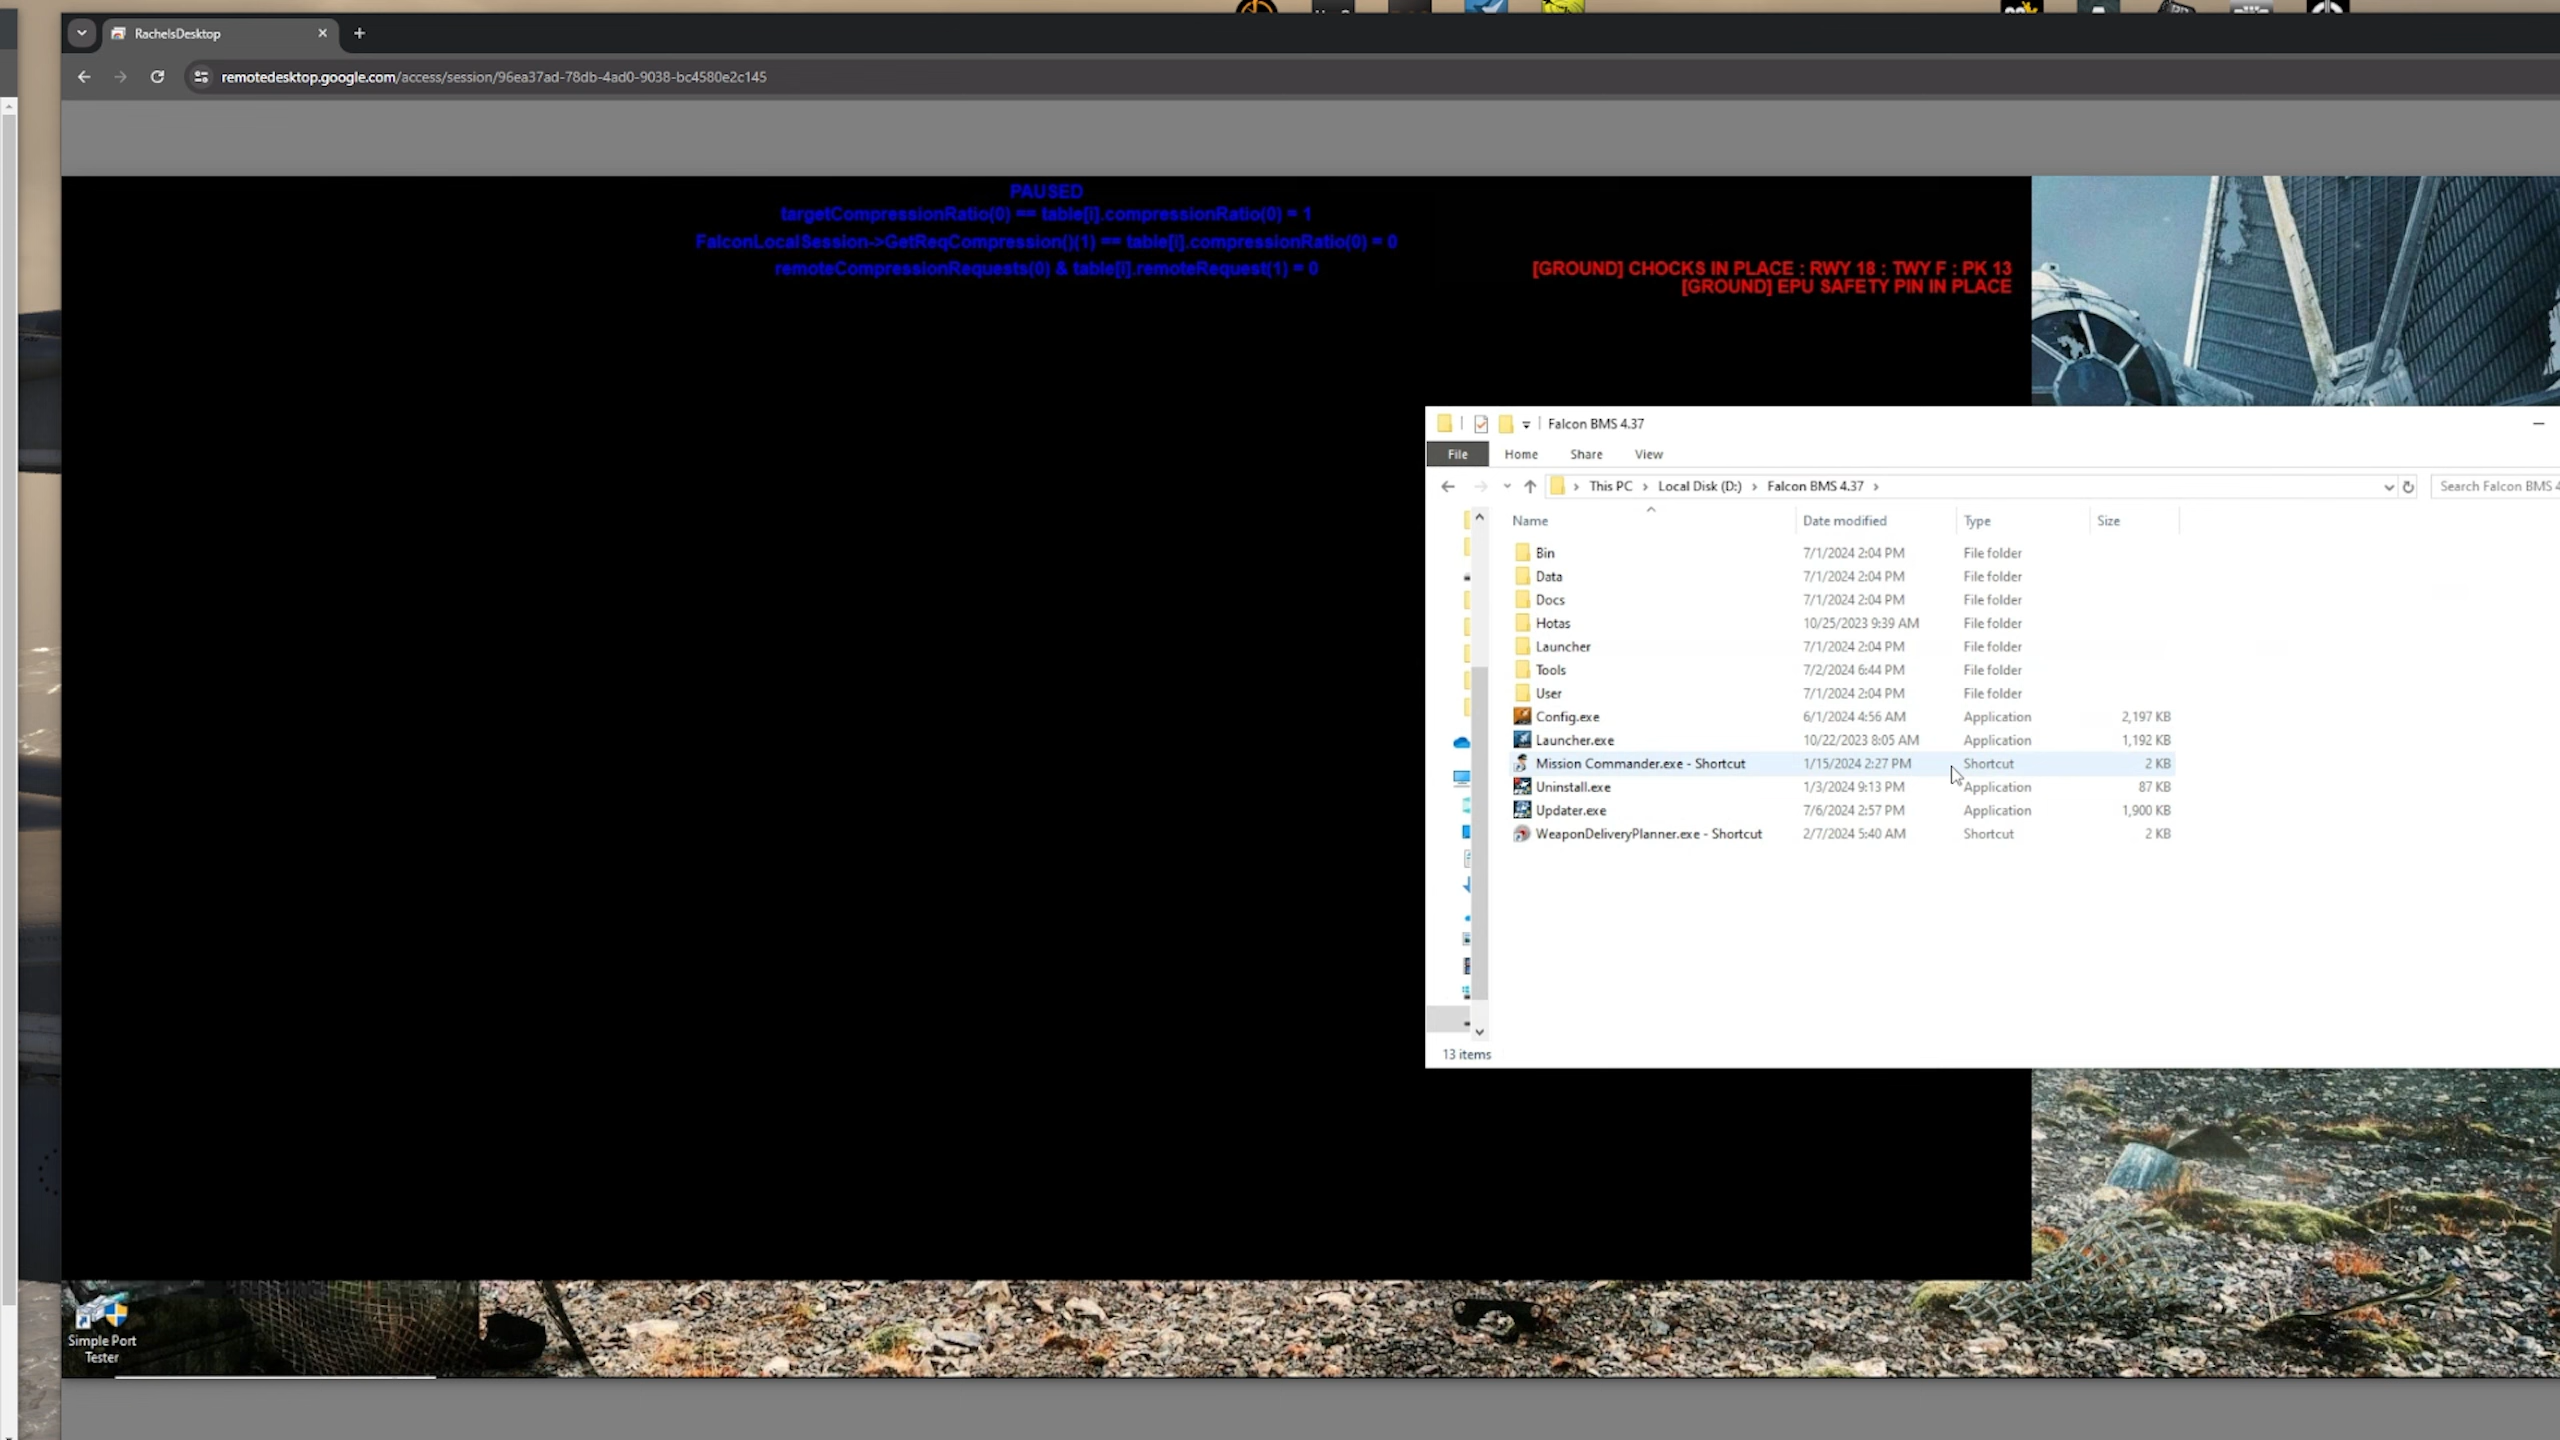 RachelsDesktop
remotedesktop.google.com/access/session/96ea37ad-78db-4ad0-9038-bc4580e2c145
PAUSED
targetCompressionRatio(0) == table[i].compressionRatio(0) = 1
FalconLocalSession->GetReqCompression()(1) == table[i].compressionRatio(0) = 0
remoteCompressionRequests(0) & table[i].remoteRequest(1) = 0
[GROUND] CHOCKS IN PLACE : RWY 18 : TWY F : PK 13
[GROUND] EPU SAFETY PIN IN PLACE
Falcon BMS 4.37
File Home Share View
This PC Local Disk (D:) Falcon BMS 4.37 Search Falcon BMS 4
Name Date modified Type Size
Bin 7/1/2024 2:04 PM File folder
Data 7/1/2024 2:04 PM File folder
Docs 7/1/2024 2:04 PM File folder
Hotas 10/25/2023 9:39 AM File folder
Launcher 7/1/2024 2:04 PM File folder
Tools 7/2/2024 6:44 PM File folder
User 7/1/2024 2:04 PM File folder
Config.exe 6/1/2024 4:56 AM Application 2,197 KB
Launcher.exe 10/22/2023 8:05 AM Application 1,192 KB
Mission Commander.exe - Shortcut 1/15/2024 2:27 PM Shortcut 2 KB
Uninstall.exe 1/3/2024 9:13 PM Application 87 KB
Updater.exe 7/6/2024 2:57 PM Application 1,900 KB
WeaponDeliveryPlanner.exe - Shortcut 2/7/2024 5:40 AM Shortcut 2 KB
13 items
Simple Port
Tester